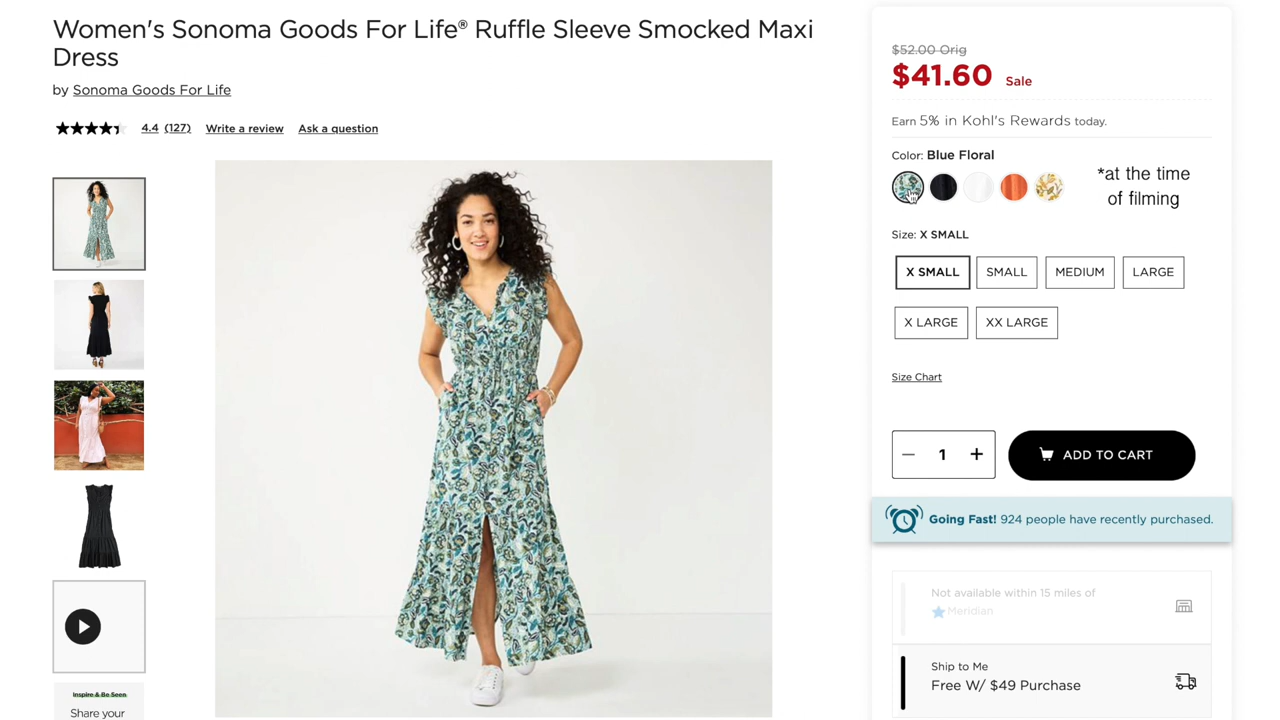 Women's Sonoma Goods For Life® Ruffle Sleeve Smocked Maxi
Dress
by Sonoma Goods For Life
4.4 (127) Write a review Ask a question
Inspire & Be Seen
Share your
$52.00 Orig
$41.60 Sale
Earn 5% in Kohl's Rewards today.
Color: Blue Floral
*at the time
of filming
Size: X SMALL
X SMALL SMALL MEDIUM LARGE
X LARGE XX LARGE
Size Chart
1 ADD TO CART
Going Fast! 924 people have recently purchased.
Not available within 15 miles of
Meridian
Ship to Me
Free W/ $49 Purchase